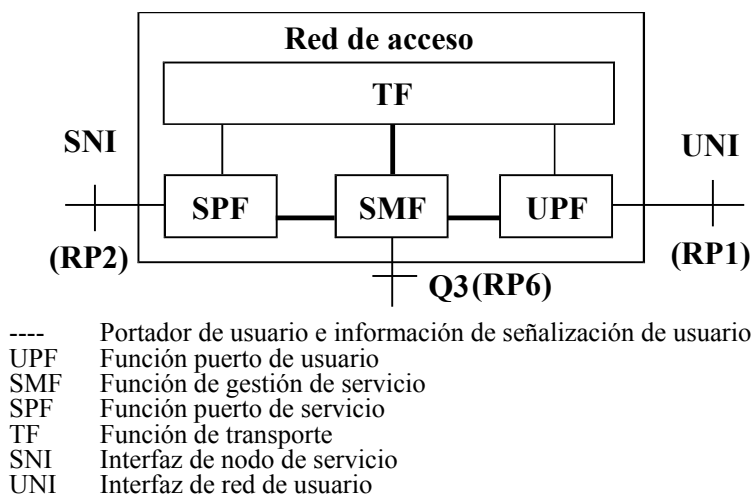 Red de acceso
TF
SNI
UNI
SPF
SMF
UPF
(RP2)
(RP1)
Q3(RP6)
---- Portador de usuario e información de señalización de usuario
UPF Función puerto de usuario
SMF Función de gestión de servicio
SPF Función puerto de servicio
TF Función de transporte
SNI Interfaz de nodo de servicio
UNI Interfaz de red de usuario